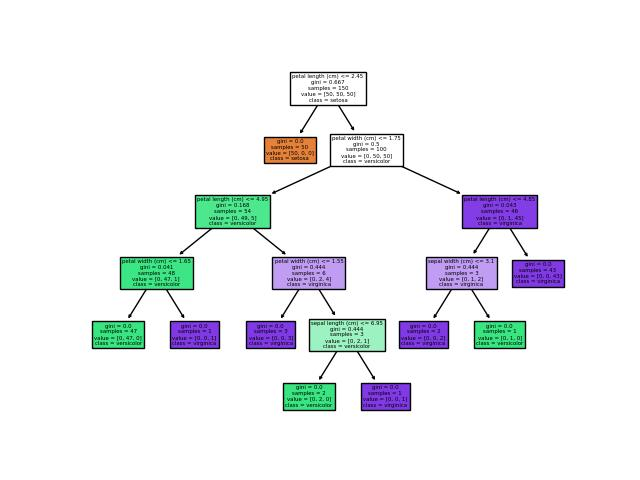 petal length (cm) <= 2.45
gini = 0.667
samples = 150
value = [50, 50, 50]
class = setosa
gini = 0.0
samples = 50
value = [50, 0, 0]
class = setosa
petal width (cm) <= 1.75
gini = 0.5
samples = 100
value = [0, 50, 50]
class = versicolor
petal length (cm) <= 4.95
gini = 0.168
samples = 54
value = [0, 49, 5]
class = versicolor
petal length (cm) <= 4.85
gini = 0.043
samples = 46
value = [0, 1, 45]
class = virginica
petal width (cm) <= 1.65
gini = 0.041
samples = 48
value = [0, 47, 1]
class = versicolor
petal width (cm) <= 1.55
gini = 0.444
samples = 6
value = [0, 2, 4]
class = virginica
sepal width (cm) <= 3.1
gini = 0.444
samples = 3
value = [0, 1, 2]
class = virginica
gini = 0.0
samples = 43
value = [0, 0, 43]
class = virginica
gini = 0.0
samples = 47
value = [0, 47, 0]
class = versicolor
gini = 0.0
samples = 1
value = [0, 0, 1]
class = virginica
gini = 0.0
samples = 3
value = [0, 0, 3]
class = virginica
sepal length (cm) <= 6.95
gini = 0.444
samples = 3
value = [0, 2, 1]
class = versicolor
gini = 0.0
samples = 2
value = [0, 0, 2]
class = virginica
gini = 0.0
samples = 1
value = [0, 1, 0]
class = versicolor
gini = 0.0
samples = 2
value = [0, 2, 0]
class = versicolor
gini = 0.0
samples = 1
value = [0, 0, 1]
class = virginica